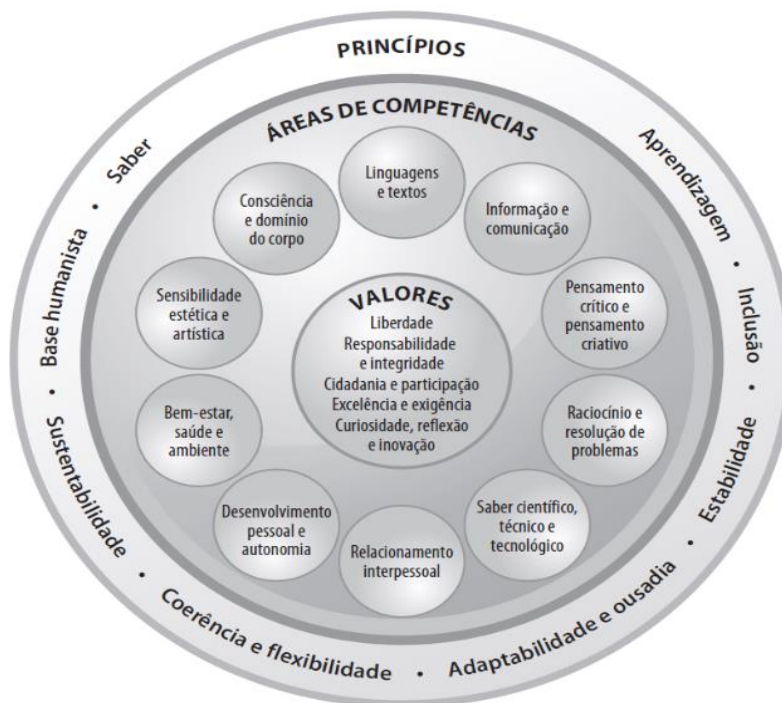 PRINCÍPIOS
Aprendizagem • Inclusão • Estabilidade • Adaptabilidade e ousadia • Coerência e flexibilidade • Sustentabilidade • Base humanista • Saber
ÁREAS DE COMPETÊNCIAS
Linguagens
e textos
Informação e
comunicação
Pensamento
crítico e
pensamento
criativo
Raciocínio e
resolução de
problemas
Saber científico,
técnico e
tecnológico
Relacionamento
interpessoal
Desenvolvimento
pessoal e
autonomia
Bem-estar,
saúde e
ambiente
Sensibilidade
estética e
artística
Consciência
e domínio
do corpo
VALORES
Liberdade
Responsabilidade
e integridade
Cidadania e participação
Excelência e exigência
Curiosidade, reflexão
e inovação